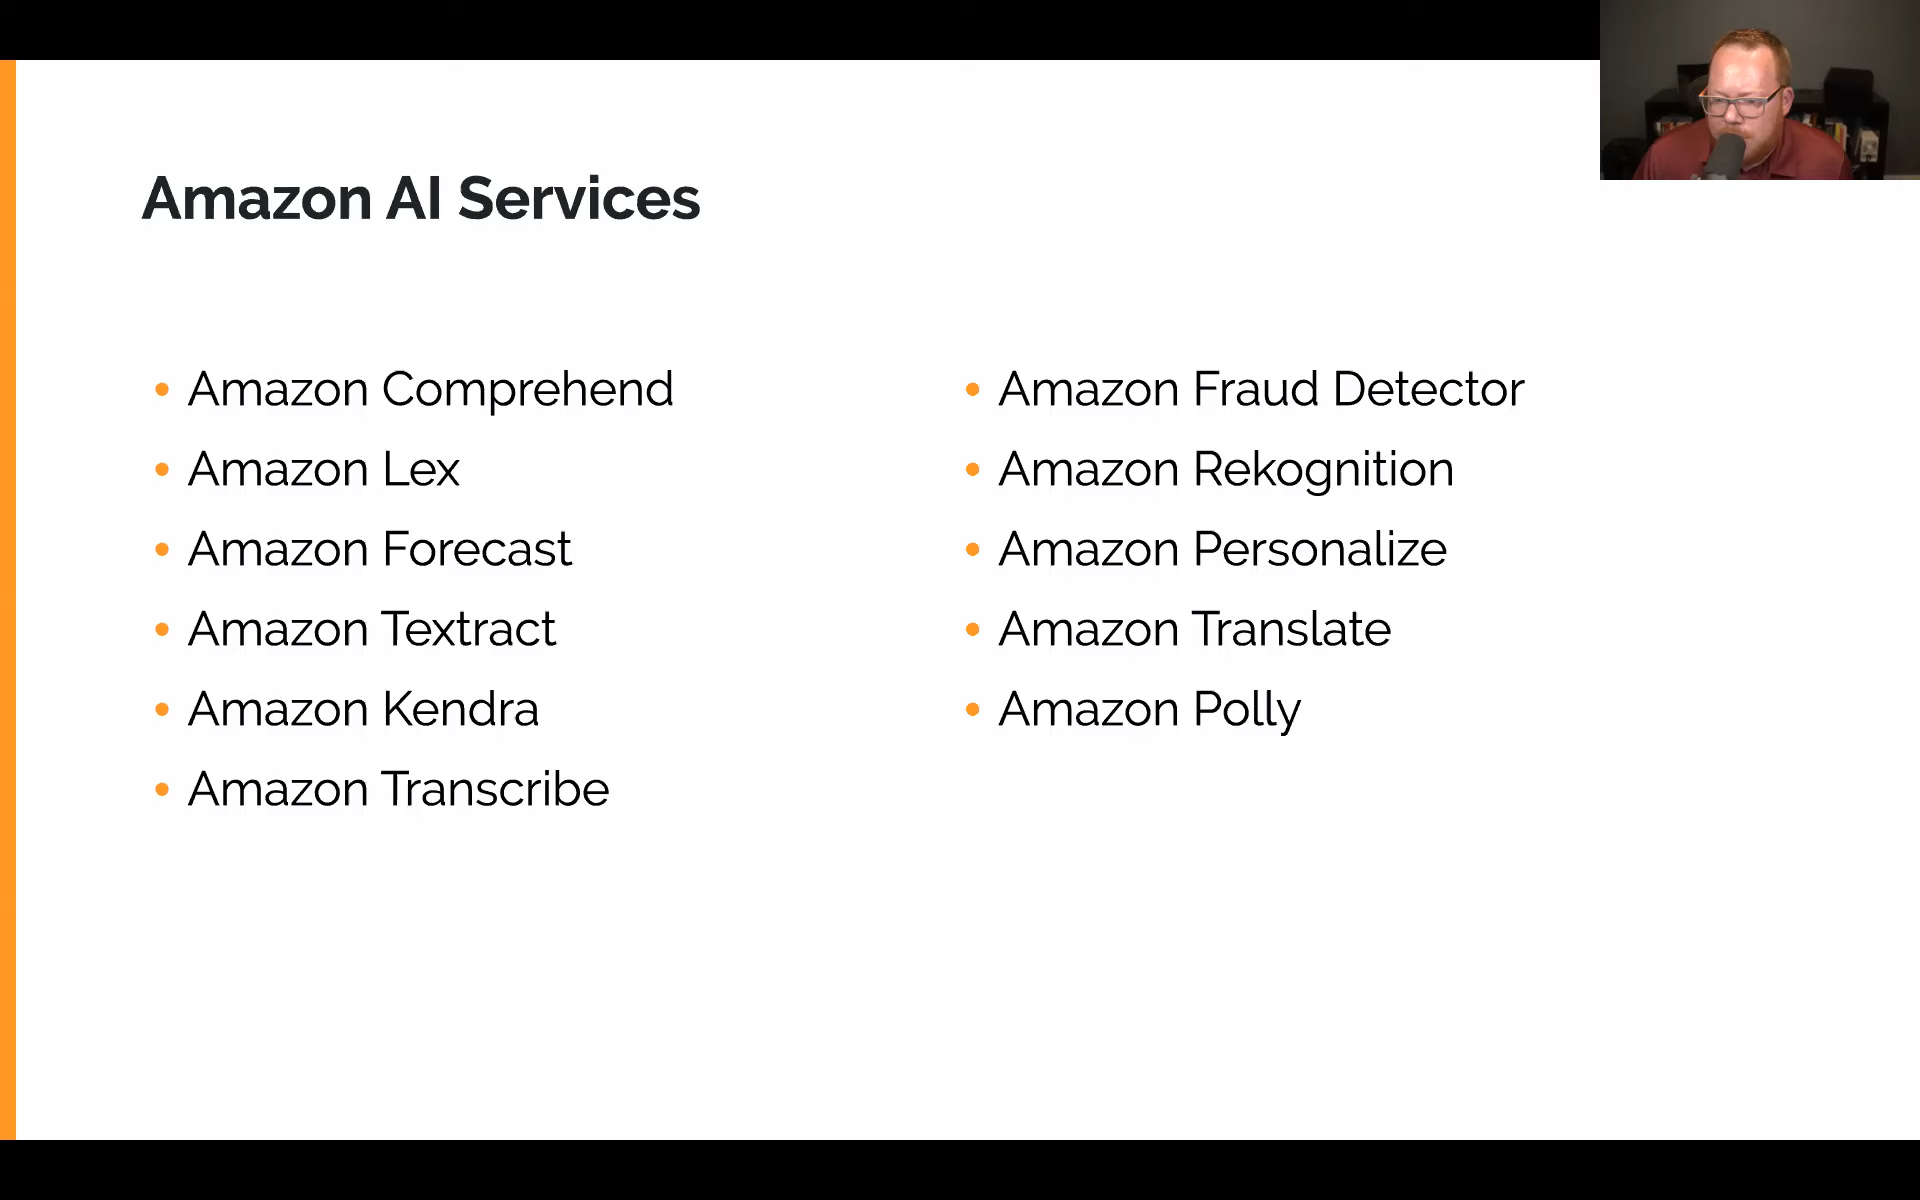 Amazon AI Services
• Amazon Comprehend
• Amazon Lex
• Amazon Forecast
• Amazon Textract
• Amazon Kendra
• Amazon Transcribe
• Amazon Fraud Detector
• Amazon Rekognition
• Amazon Personalize
• Amazon Translate
• Amazon Polly